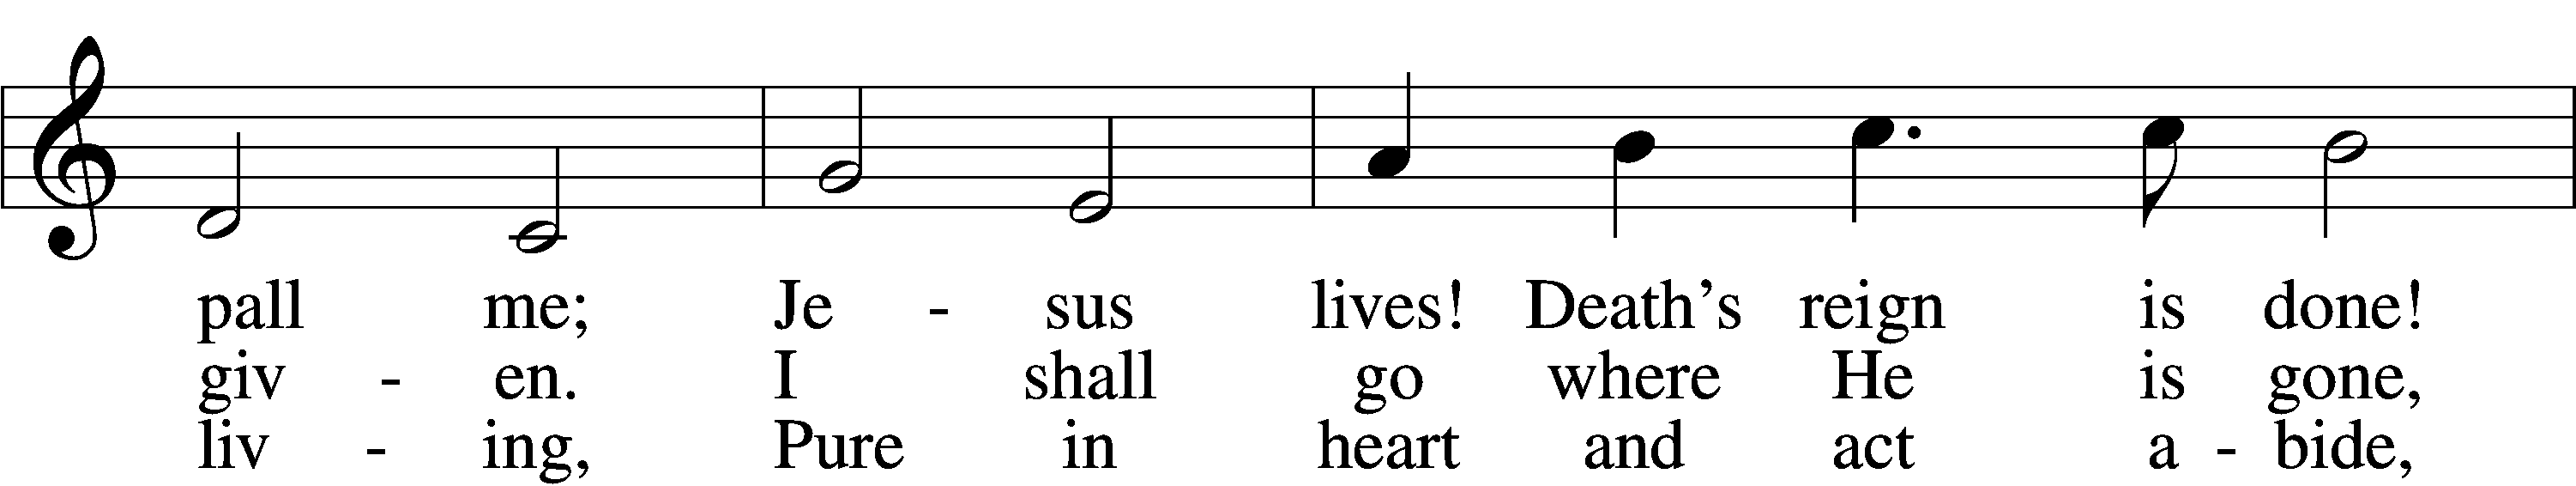 pall me; Je - sus lives! Death’s reign is done!
giv - en. I shall go where He is gone,
liv - ing, Pure in heart and act a - bide,